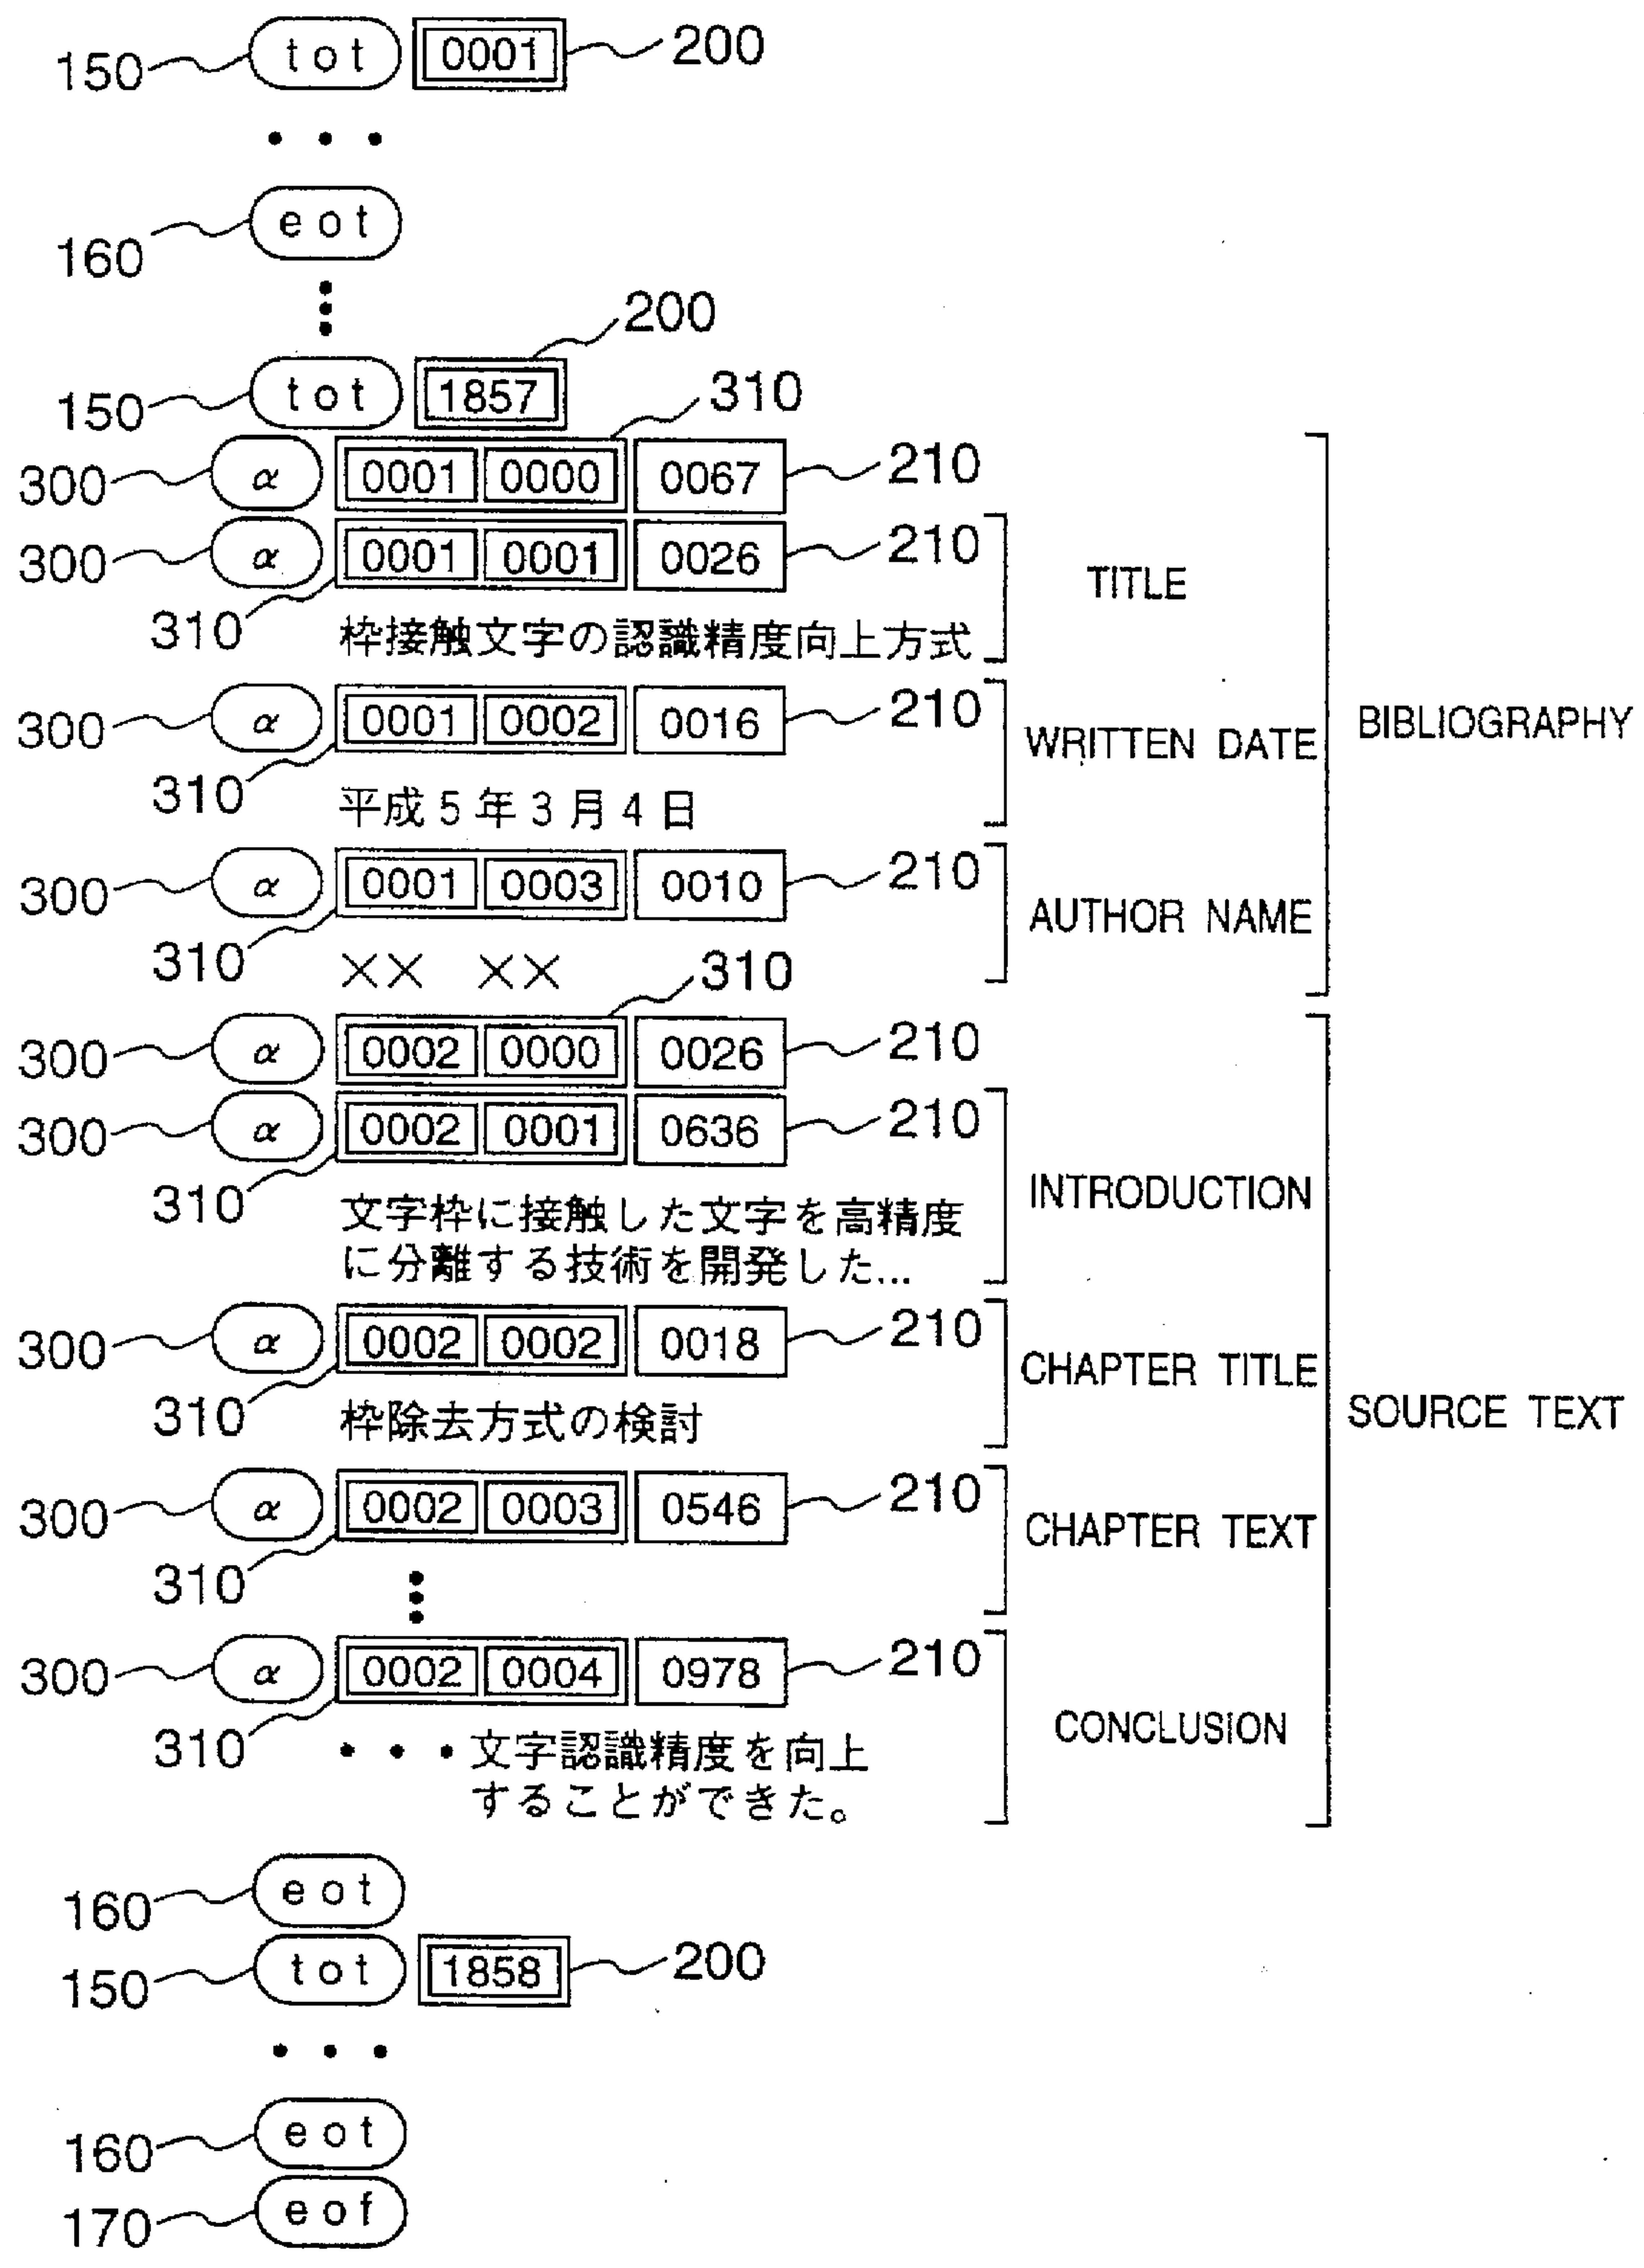 150 tot 0001 200
• • •
160 eot
200
150 tot 1857
310
300 α 0001 0000 0067 210
300 α 0001 0001 0026 210
TITLE
310 枠接触文字の認識精度向上方式
300 α 0001 0002 0016 210
WRITTEN DATE BIBLIOGRAPHY
310 平成5年3月4日
300 α 0001 0003 0010 210
AUTHOR NAME
310 ×× ××
310
300 α 0002 0000 0026 210
300 α 0002 0001 0636 210
INTRODUCTION
310 文字枠に接触した文字を高精度
に分離する技術を開発した...
300 α 0002 0002 0018 210
CHAPTER TITLE
310 枠除去方式の検討
SOURCE TEXT
300 α 0002 0003 0546 210
CHAPTER TEXT
310
300 α 0002 0004 0978 210
CONCLUSION
310 • • • 文字認識精度を向上
することができた。
160 eot
150 tot 1858 200
• • •
160 eot
170 eof